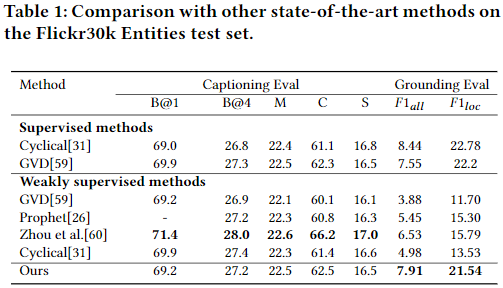 Table 1: Comparison with other state-of-the-art methods on
the Flickr30k Entities test set.
Method Captioning Eval Grounding Eval
B@1 B@4 M C S F1all F1loc
Supervised methods
Cyclical[31] 69.0 26.8 22.4 61.1 16.8 8.44 22.78
GVD[59] 69.9 27.3 22.5 62.3 16.5 7.55 22.2
Weakly supervised methods
GVD[59] 69.2 26.9 22.1 60.1 16.1 3.88 11.70
Prophet[26] - 27.2 22.3 60.8 16.3 5.45 15.30
Zhou et al.[60] 71.4 28.0 22.6 66.2 17.0 6.53 15.79
Cyclical[31] 69.9 27.4 22.3 61.4 16.6 4.98 13.53
Ours 69.2 27.2 22.5 62.5 16.5 7.91 21.54